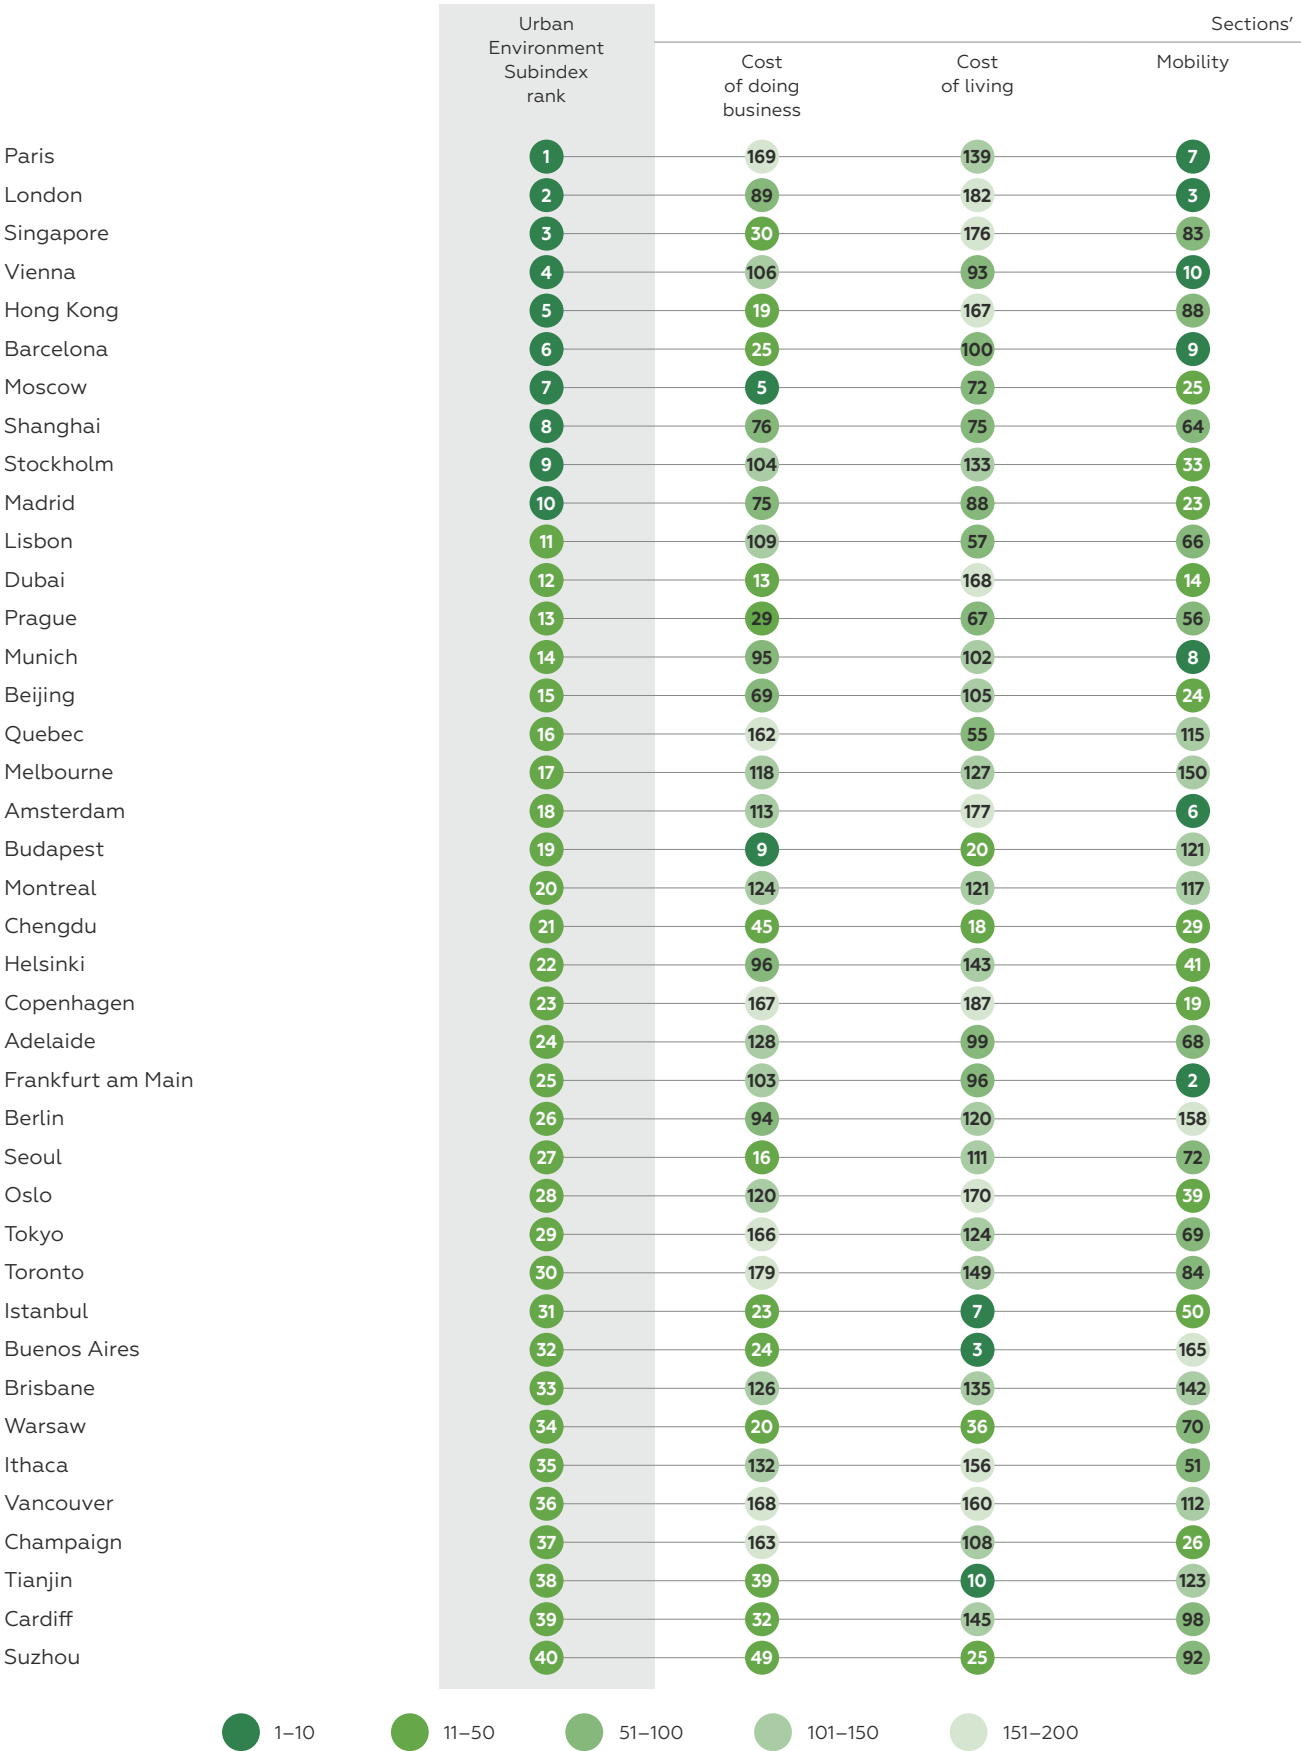 Urban
Environment
Subindex
rank
Sections’
Cost
of doing
business
Cost
of living
Mobility
Paris 1 169 139 7
London 2 89 182 3
Singapore 3 30 176 83
Vienna 4 106 93 10
Hong Kong 5 19 167 88
Barcelona 6 25 100 9
Moscow 7 5 72 25
Shanghai 8 76 75 64
Stockholm 9 104 133 33
Madrid 10 75 88 23
Lisbon 11 109 57 66
Dubai 12 13 168 14
Prague 13 29 67 56
Munich 14 95 102 8
Beijing 15 69 105 24
Quebec 16 162 55 115
Melbourne 17 118 127 150
Amsterdam 18 113 177 6
Budapest 19 9 20 121
Montreal 20 124 121 117
Chengdu 21 45 18 29
Helsinki 22 96 143 41
Copenhagen 23 167 187 19
Adelaide 24 128 99 68
Frankfurt am Main 25 103 96 2
Berlin 26 94 120 158
Seoul 27 16 111 72
Oslo 28 120 170 39
Tokyo 29 166 124 69
Toronto 30 179 149 84
Istanbul 31 23 7 50
Buenos Aires 32 24 3 165
Brisbane 33 126 135 142
Warsaw 34 20 36 70
Ithaca 35 132 156 51
Vancouver 36 168 160 112
Champaign 37 163 108 26
Tianjin 38 39 10 123
Cardiff 39 32 145 98
Suzhou 40 49 25 92
1–10 11–50 51–100 101–150 151–200